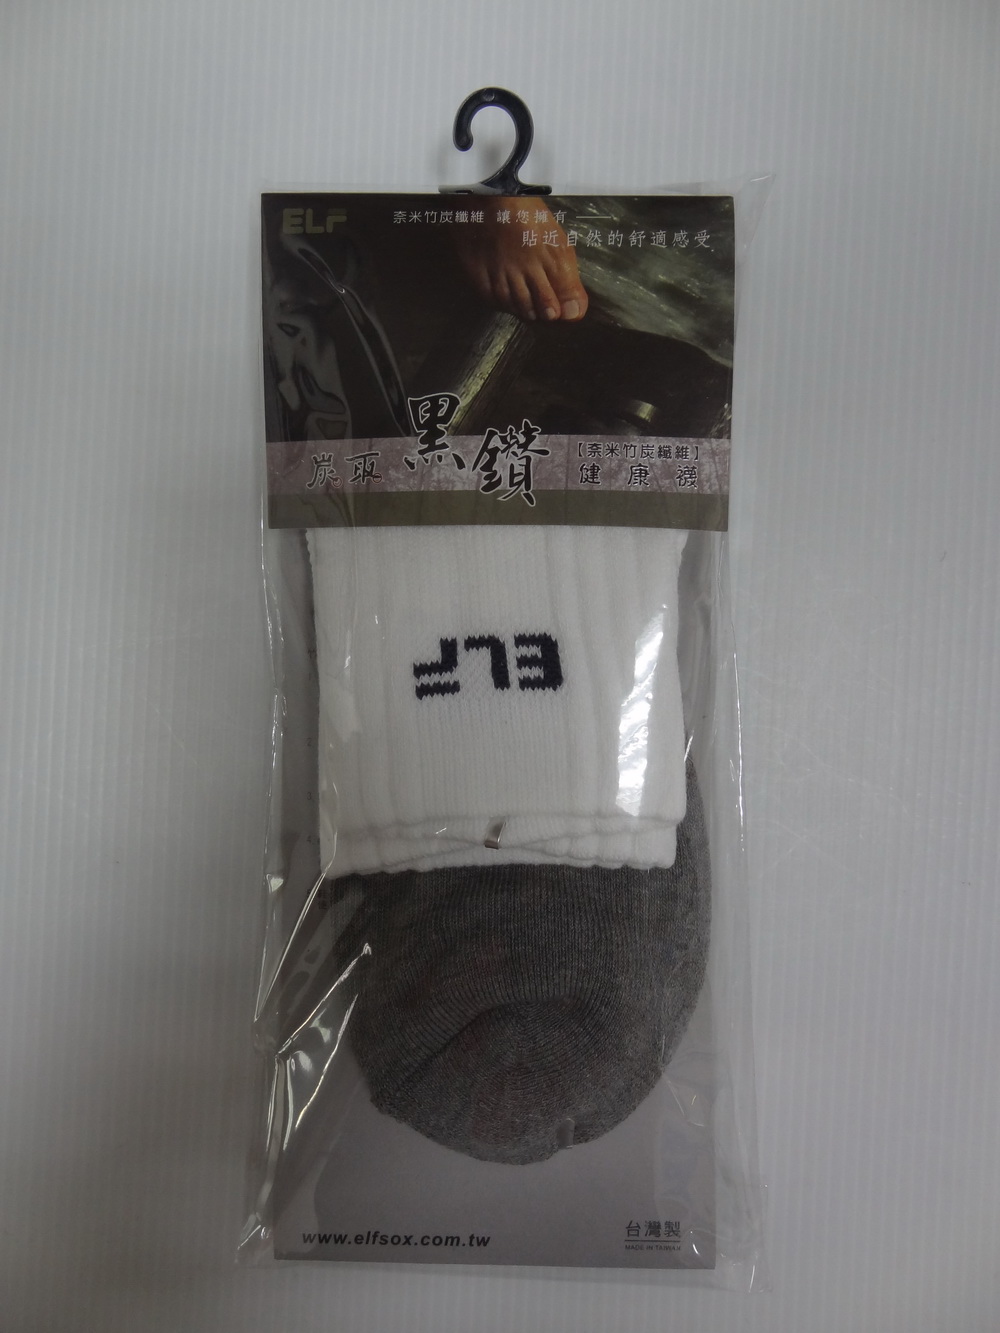 ELF
奈米竹炭纖維 讓您擁有——
貼近自然的舒適感受
炭取
黑鑽
【奈米竹炭纖維】
健康襪
ELF
www.elfsox.com.tw
台灣製
MADE IN TAIWAN